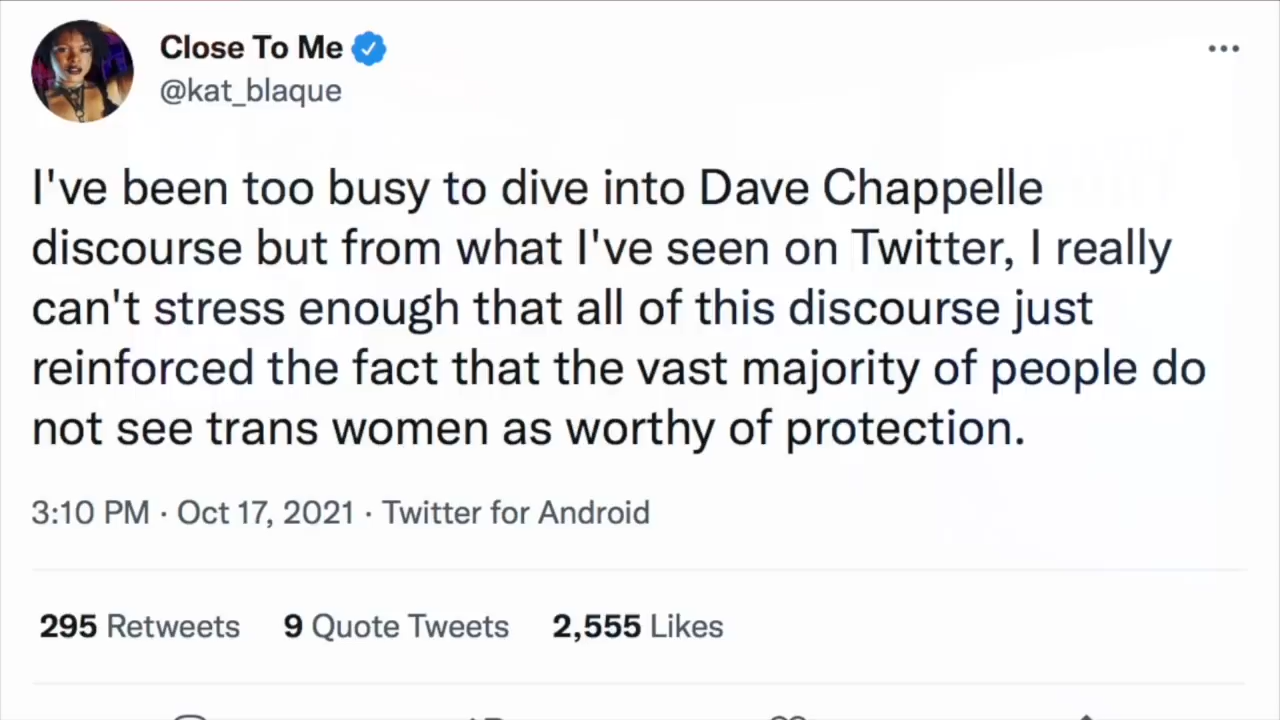 Close To Me
@kat_blaque
I've been too busy to dive into Dave Chappelle
discourse but from what I've seen on Twitter, I really
can't stress enough that all of this discourse just
reinforced the fact that the vast majority of people do
not see trans women as worthy of protection.
3:10 PM · Oct 17, 2021 · Twitter for Android
295 Retweets 9 Quote Tweets 2,555 Likes